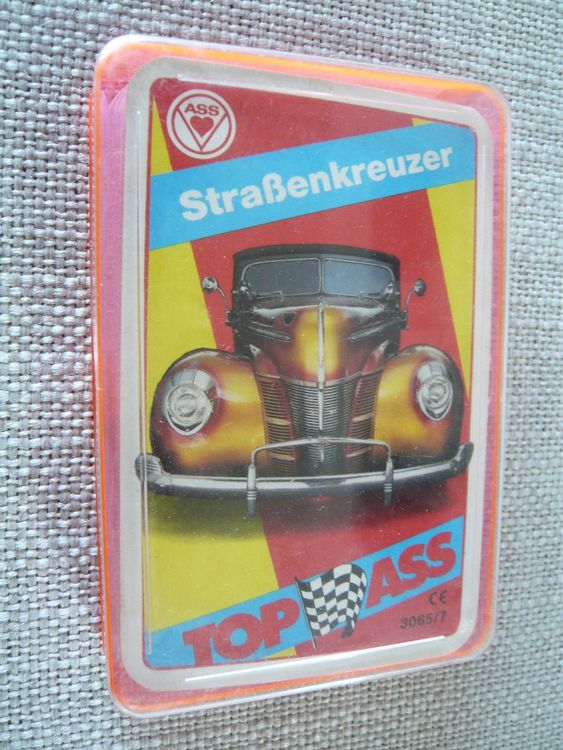 ASS
Straßenkreuzer
TOP ASS
CE
3065/7